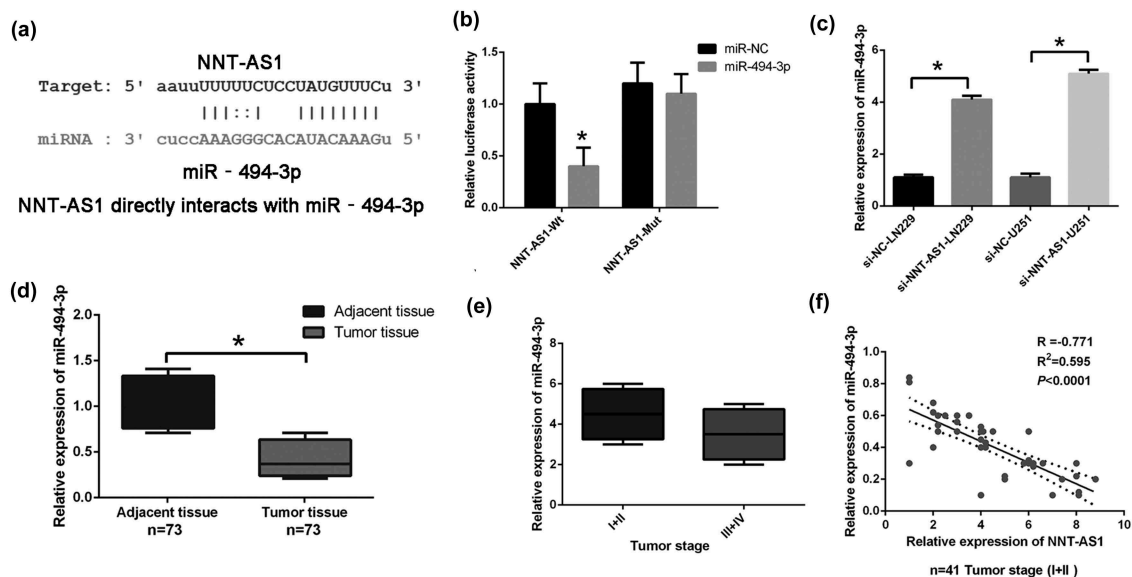 (a)
NNT-AS1
Target: 5' aauuUUUUUCUCCUAUGUUUCu 3'
|||::| |||||||
miRNA : 3' cuccAAAGGGCACAUACAAAGu 5'
miR - 494-3p
NNT-AS1 directly interacts with miR - 494-3p
(b)
Relative luciferase activity
1.5
1.0
0.5
0.0
miR-NC
miR-494-3p
*
NNT-AS1-Wt
NNT-AS1-Mut
(c)
Relative expression of miR-494-3p
6
4
2
0
*
*
si-NC-LN229
si-NNT-AS1-LN229
si-NC-U251
si-NNT-AS1-U251
(d)
Relative expression of miR-494-3p
2.0
1.5
1.0
0.5
0.0
Adjacent tissue
Tumor tissue
*
Adjacent tissue
n=73
Tumor tissue
n=73
(e)
Relative expression of miR-494-3p
8
6
4
2
0
I+II
III+IV
Tumor stage
(f)
Relative expression of miR-494-3p
1.0
0.8
0.6
0.4
0.2
0.0
R =-0.771
R²=0.595
P<0.0001
0 2 4 6 8 10
Relative expression of NNT-AS1
n=41 Tumor stage (I+II )